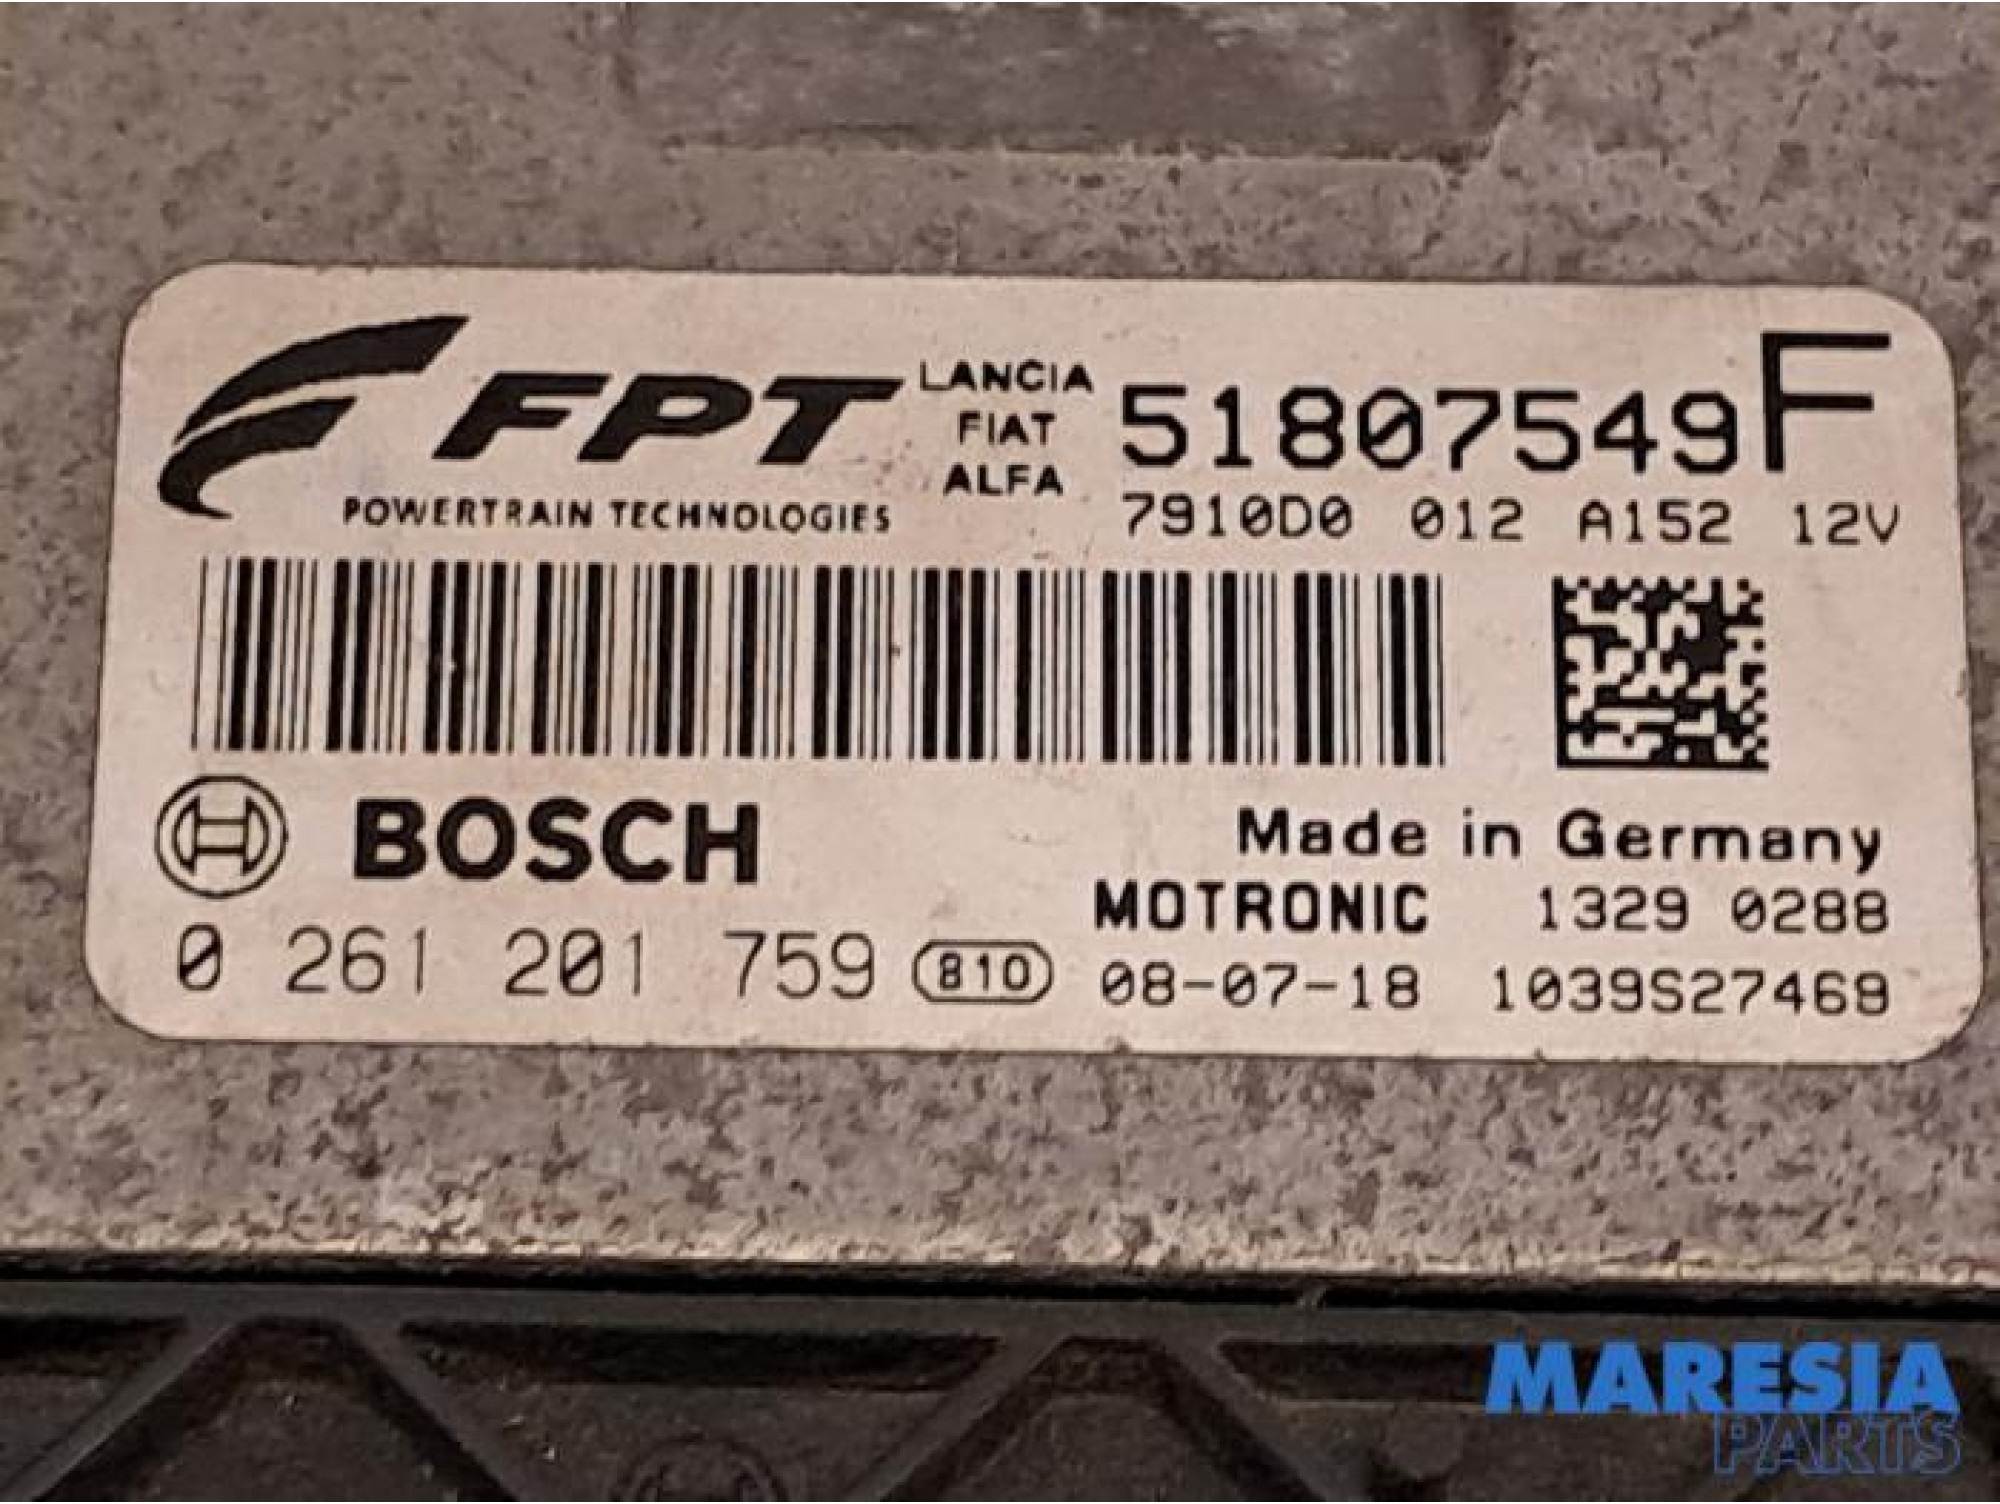 FPT
POWERTRAIN TECHNOLOGIES
LANCIA
FIAT
ALFA
51807549F
7910D0 012 A152 12V
BOSCH
Made in Germany
MOTRONIC 1329 0288
0 261 201 759 810 08-07-18 1039S27469
MARESIA
PARTS